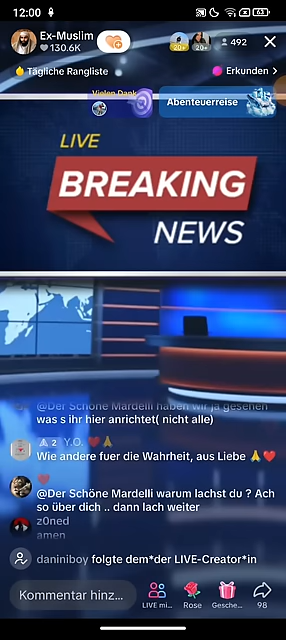 12:00
63
Ex-Muslim
130.6K
20+
20+
492
Tägliche Rangliste
Erkunden >
Vielen Dank
Abenteuerreise
LIVE
BREAKING
NEWS
@Der Schöne Mardelli haben wir ja gesehen
was s ihr hier anrichtet( nicht alle)
2 Y.O. ❤️🙏
Wie andere fuer die Wahrheit, aus Liebe 🙏❤️
@Der Schöne Mardelli warum lachst du ? Ach
so über dich .. dann lach weiter
z0ned
amen
daniniboy folgte dem*der LIVE-Creator*in
Kommentar hinz...
LIVE mi...
Rose
Gesche...
98